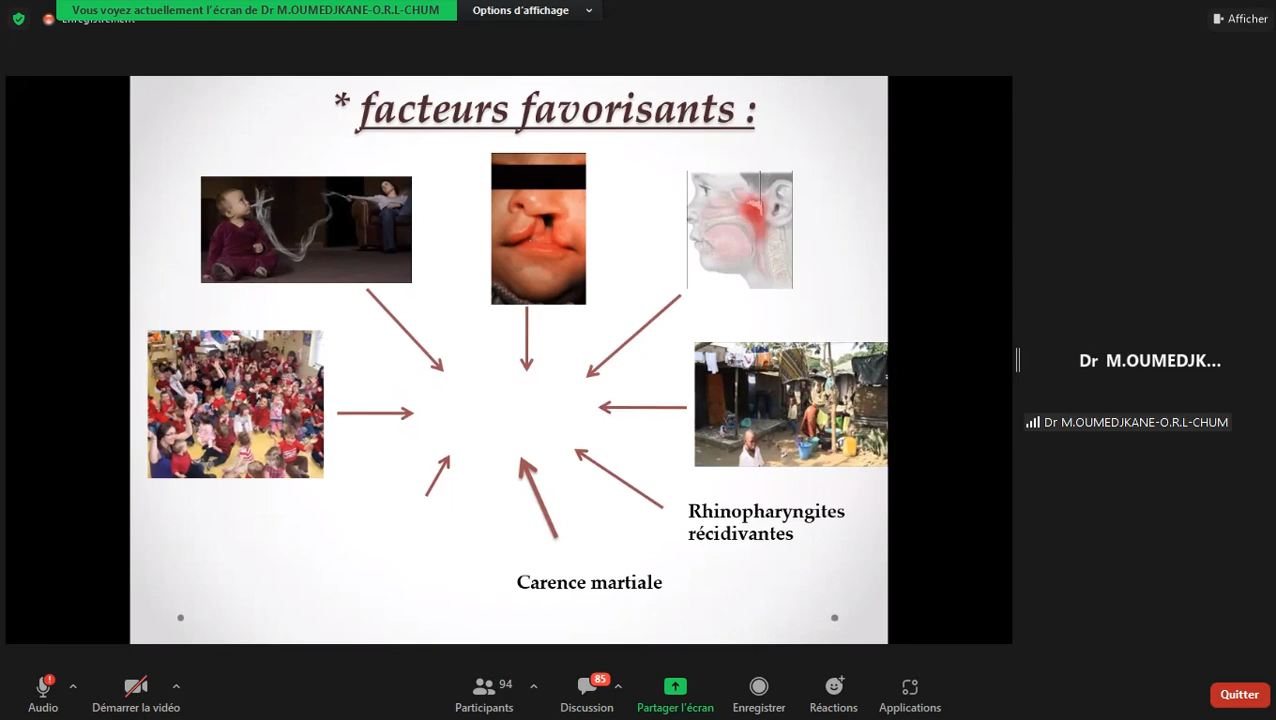 Vous voyez actuellement l'écran de Dr M.OUMEDJKANE-O.R.L-CHUM
Options d'affichage
Enregistrement
Afficher
* facteurs favorisants :
Dr M.OUMEDJK...
Dr M.OUMEDJKANE-O.R.L-CHUM
Rhinopharyngites
récidivantes
Carence martiale
Audio
Démarrer la vidéo
94
Participants
85
Discussion
Partager l'écran
Enregistrer
Réactions
Applications
Quitter